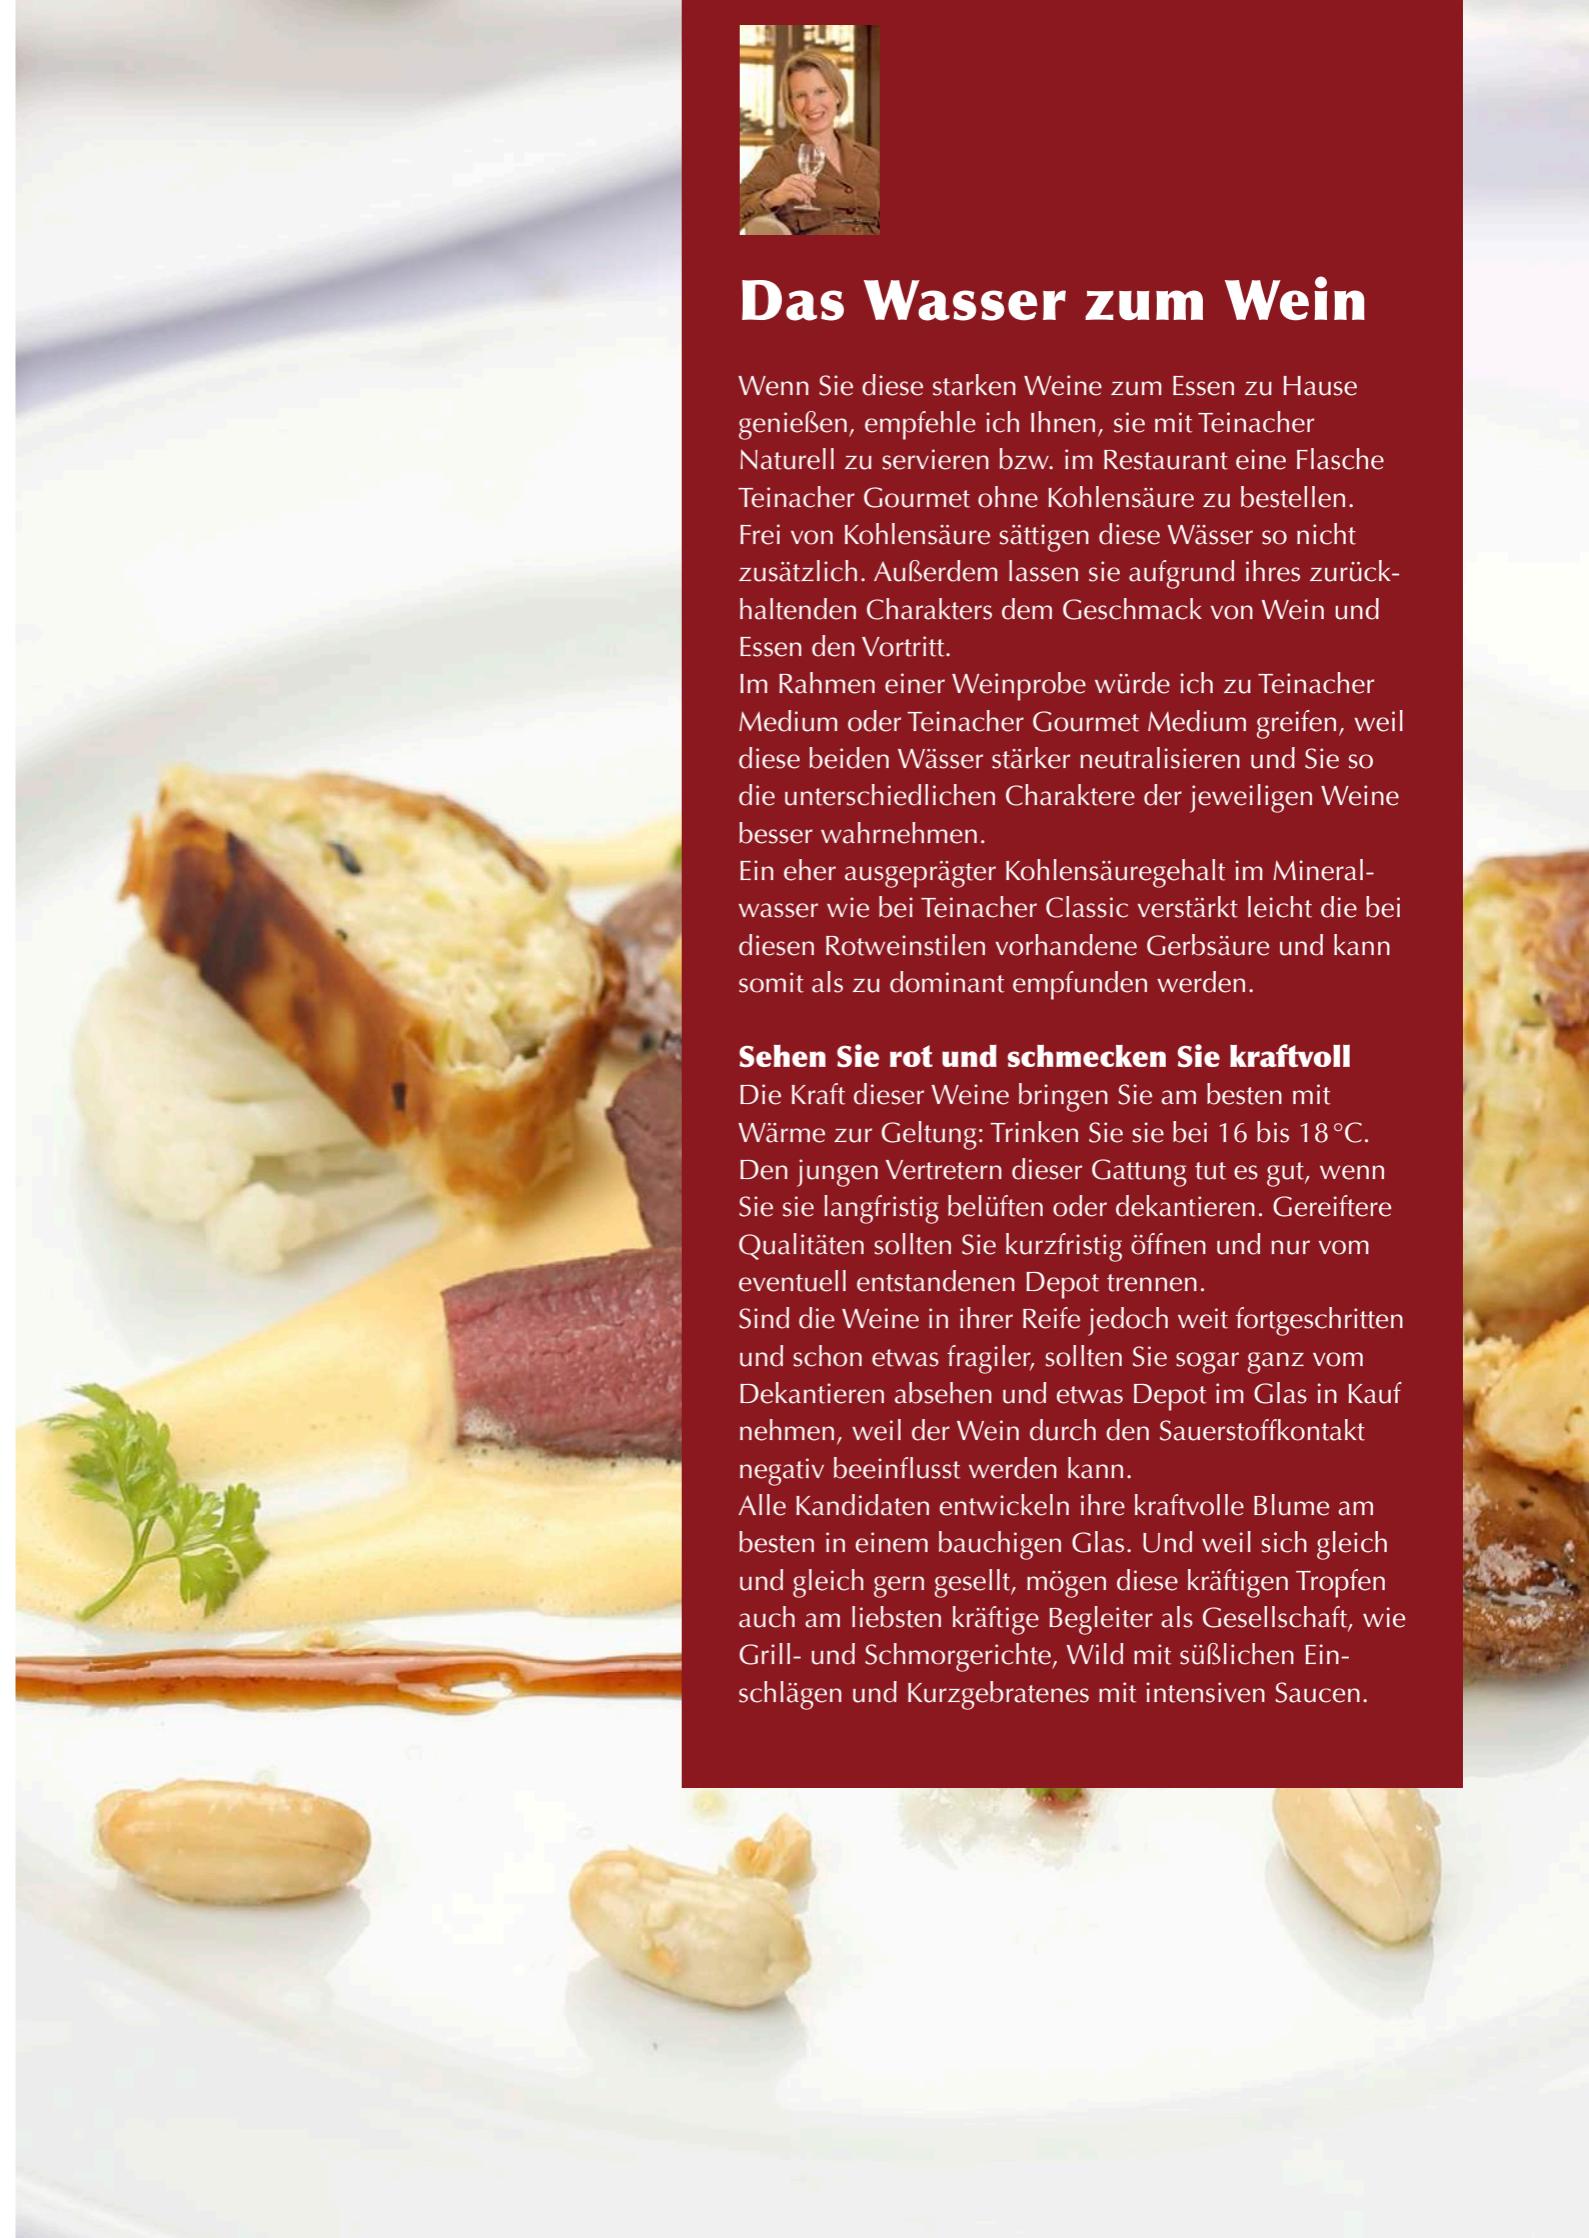 Das Wasser zum Wein
Wenn Sie diese starken Weine zum Essen zu Hause
genießen, empfehle ich Ihnen, sie mit Teinacher
Naturell zu servieren bzw. im Restaurant eine Flasche
Teinacher Gourmet ohne Kohlensäure zu bestellen.
Frei von Kohlensäure sättigen diese Wässer so nicht
zusätzlich. Außerdem lassen sie aufgrund ihres zurück-
haltenden Charakters dem Geschmack von Wein und
Essen den Vortritt.
Im Rahmen einer Weinprobe würde ich zu Teinacher
Medium oder Teinacher Gourmet Medium greifen, weil
diese beiden Wässer stärker neutralisieren und Sie so
die unterschiedlichen Charaktere der jeweiligen Weine
besser wahrnehmen.
Ein eher ausgeprägter Kohlensäuregehalt im Mineral-
wasser wie bei Teinacher Classic verstärkt leicht die bei
diesen Rotweinstilen vorhandene Gerbsäure und kann
somit als zu dominant empfunden werden.
Sehen Sie rot und schmecken Sie kraftvoll
Die Kraft dieser Weine bringen Sie am besten mit
Wärme zur Geltung: Trinken Sie sie bei 16 bis 18 °C.
Den jungen Vertretern dieser Gattung tut es gut, wenn
Sie sie langfristig belüften oder dekantieren. Gereiftere
Qualitäten sollten Sie kurzfristig öffnen und nur vom
eventuell entstandenen Depot trennen.
Sind die Weine in ihrer Reife jedoch weit fortgeschritten
und schon etwas fragiler, sollten Sie sogar ganz vom
Dekantieren absehen und etwas Depot im Glas in Kauf
nehmen, weil der Wein durch den Sauerstoffkontakt
negativ beeinflusst werden kann.
Alle Kandidaten entwickeln ihre kraftvolle Blume am
besten in einem bauchigen Glas. Und weil sich gleich
und gleich gern gesellt, mögen diese kräftigen Tropfen
auch am liebsten kräftige Begleiter als Gesellschaft, wie
Grill- und Schmorgerichte, Wild mit süßlichen Ein-
schlägen und Kurzgebratenes mit intensiven Saucen.